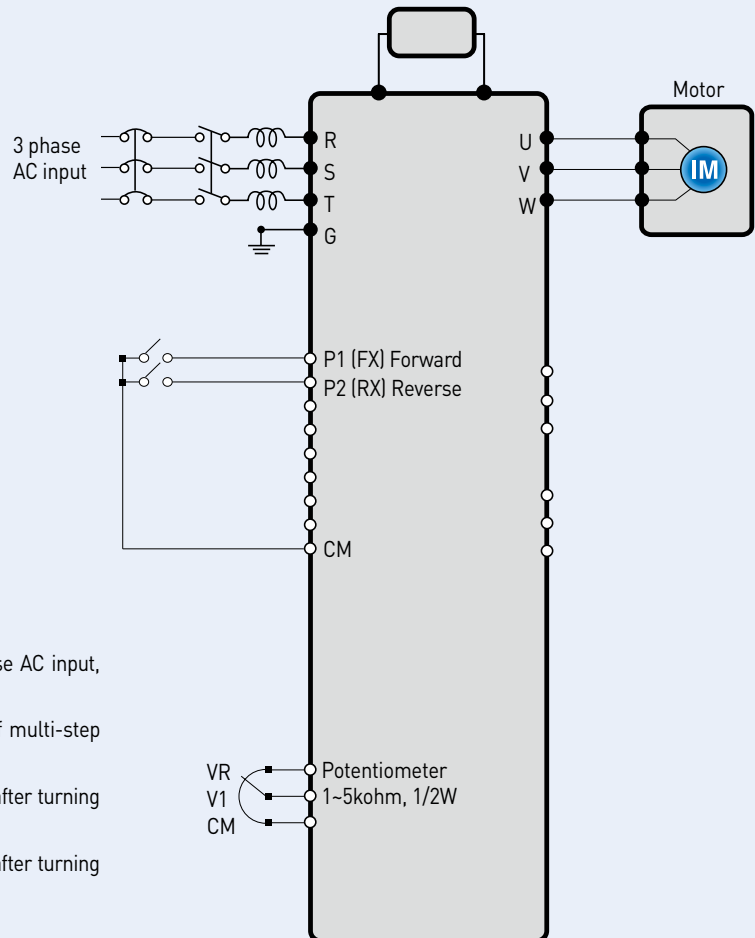 Motor
3 phase
AC input
R
S
T
G
U
V
W
IM
P1 (FX) Forward
P2 (RX) Reverse
CM
se AC input,
f multi-step
after turning
after turning
VR
V1
CM
Potentiometer
1~5kohm, 1/2W